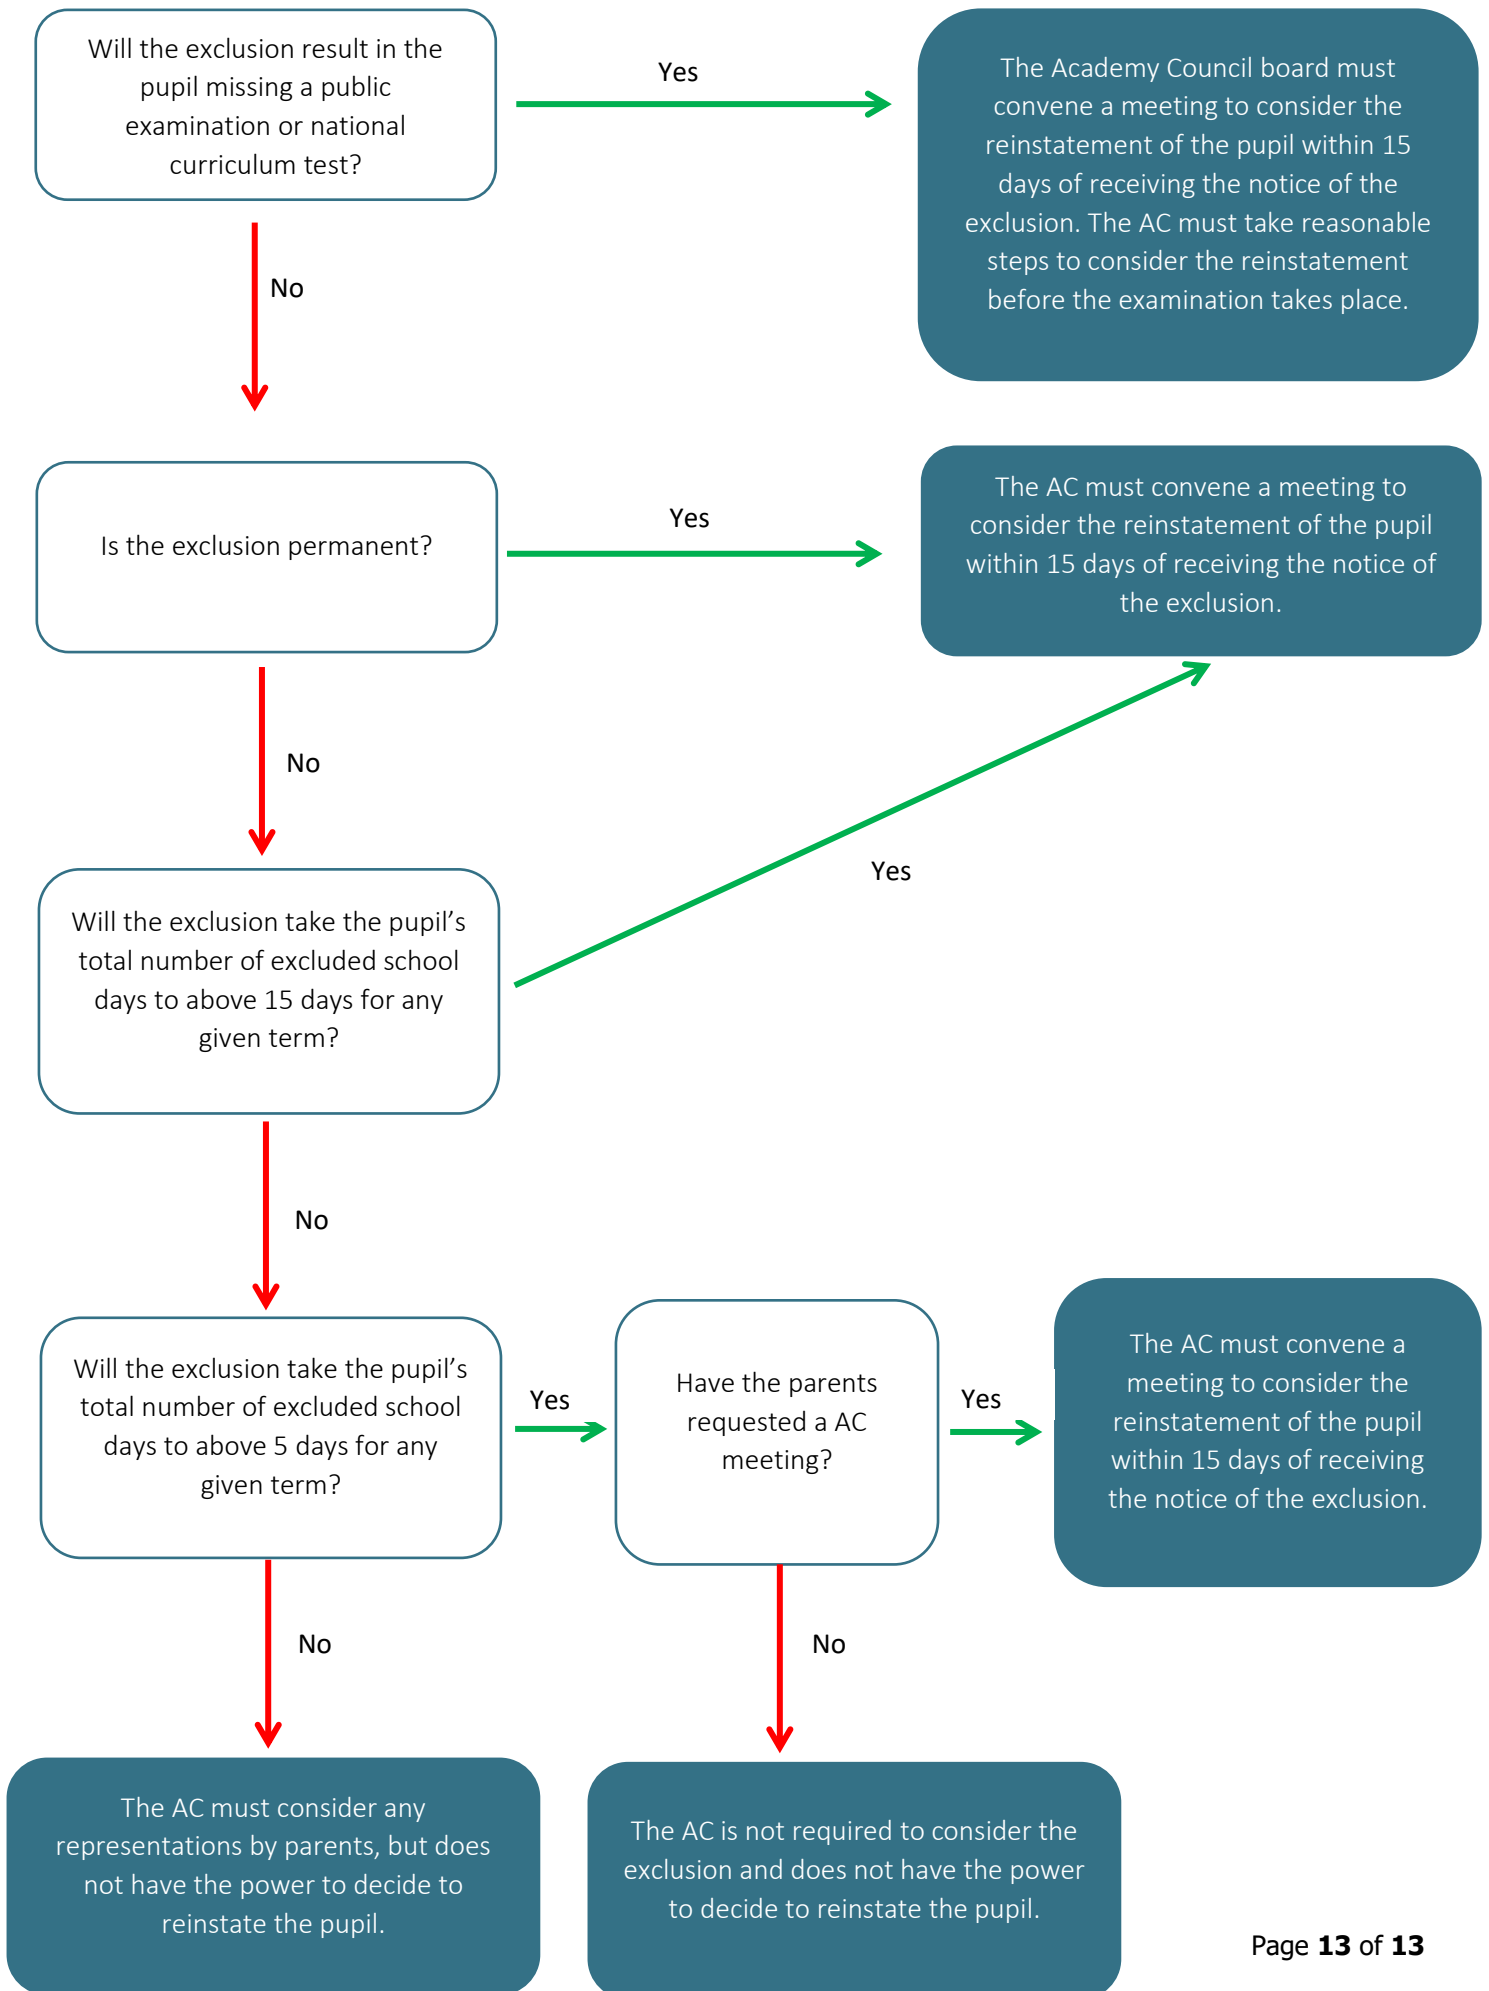 Will the exclusion result in the
pupil missing a public
examination or national
curriculum test?
Yes
The Academy Council board must
convene a meeting to consider the
reinstatement of the pupil within 15
days of receiving the notice of the
exclusion. The AC must take reasonable
steps to consider the reinstatement
before the examination takes place.
No
Is the exclusion permanent?
Yes
The AC must convene a meeting to
consider the reinstatement of the pupil
within 15 days of receiving the notice of
the exclusion.
No
Will the exclusion take the pupil’s
total number of excluded school
days to above 15 days for any
given term?
Yes
No
Will the exclusion take the pupil’s
total number of excluded school
days to above 5 days for any
given term?
Yes
Have the parents
requested a AC
meeting?
Yes
The AC must convene a
meeting to consider the
reinstatement of the pupil
within 15 days of receiving
the notice of the exclusion.
No
No
The AC must consider any
representations by parents, but does
not have the power to decide to
reinstate the pupil.
The AC is not required to consider the
exclusion and does not have the power
to decide to reinstate the pupil.
Page 13 of 13